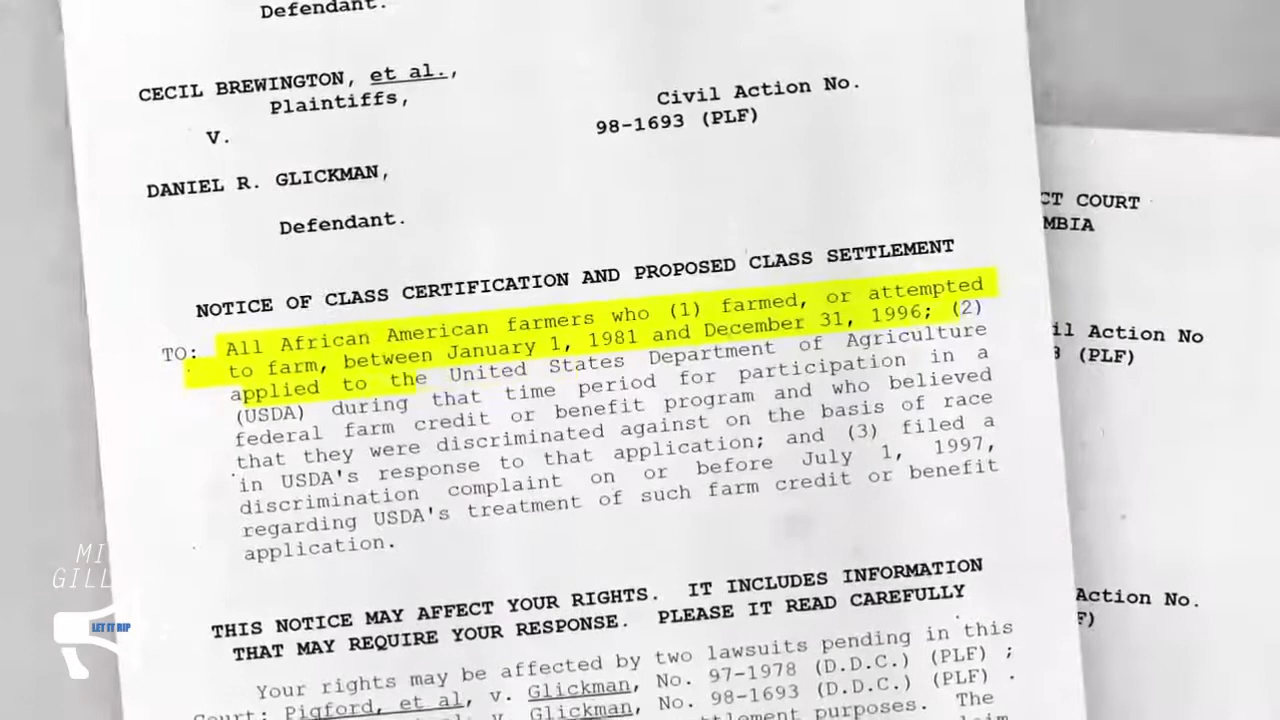 Defendant.
CECIL BREWINGTON, et al.,
Plaintiffs,
Civil Action No.
98-1693 (PLF)
V.
DANIEL R. GLICKMAN,
Defendant.
NOTICE OF CLASS CERTIFICATION AND PROPOSED CLASS SETTLEMENT
TO: All African American farmers who (1) farmed, or attempted
to farm, between January 1, 1981 and December 31, 1996; (2)
applied to the United States Department of Agriculture
(USDA) during that time period for participation in a
federal farm credit or benefit program and who believed
that they were discriminated against on the basis of race
in USDA's response to that application; and (3) filed a
discrimination complaint on or before July 1, 1997,
regarding USDA's treatment of such farm credit or benefit
application.
THIS NOTICE MAY AFFECT YOUR RIGHTS. IT INCLUDES INFORMATION
THAT MAY REQUIRE YOUR RESPONSE. PLEASE IT READ CAREFULLY
Your rights may be affected by two lawsuits pending in this
Court: Pigford, et al, v. Glickman, No. 97-1978 (D.D.C.) (PLF) ;
v. Glickman, No. 98-1693 (D.D.C.) (PLF) .
purposes. The
CT COURT
MBIA
il Action No
(PLF)
Action No.
F)
MI
GILL
LET IT RIP